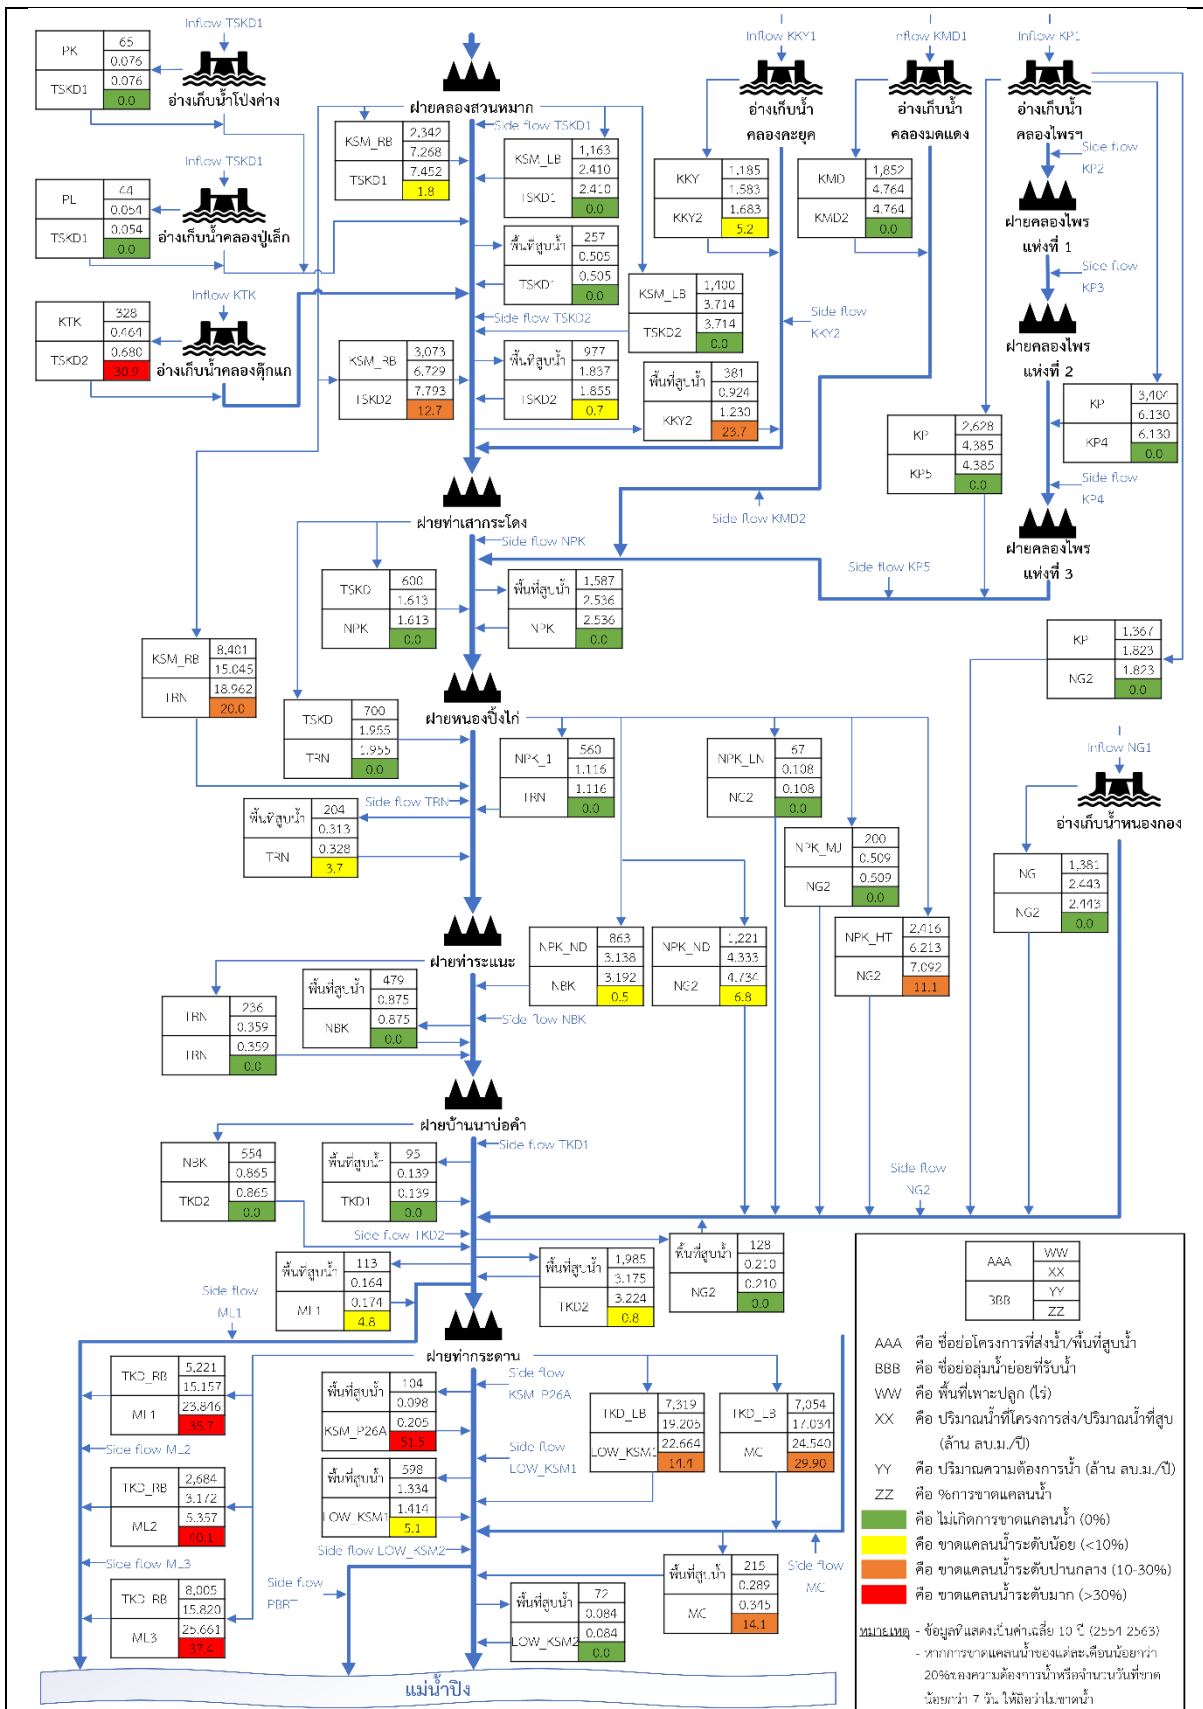 Inflow TSKD1
PK
65
0.076
TSKD1
0.076
0.0
อ่างเก็บน้ำโป่งค่าง
Inflow TSKD1
PL
44
0.054
TSKD1
0.054
0.0
อ่างเก็บน้ำคลองปู่เล็ก
Inflow KTK
KTK
328
0.464
TSKD2
0.680
30.9
อ่างเก็บน้ำคลองตุ๊กแก
ฝายคลองสวนหมาก
Side flow TSKD1
KSM_RB
2,342
7.268
TSKD1
7.452
1.8
KSM_LB
1,163
2.410
TSKD1
2.410
0.0
พื้นที่สูบน้ำ
257
0.505
TSKD1
0.505
0.0
Side flow TSKD2
KSM_LB
1,400
3.714
TSKD2
3.714
0.0
KSM_RB
3,073
6.729
TSKD2
7.793
12.7
พื้นที่สูบน้ำ
977
1.837
TSKD2
1.855
0.7
พื้นที่สูบน้ำ
381
0.924
KKY2
1.230
23.7
Inflow KKY1
อ่างเก็บน้ำ
คลองคะยุค
KKY
1,185
1.583
KKY2
1.683
5.2
Side flow
KKY2
nflow KMD1
อ่างเก็บน้ำ
คลองมดแดง
KMD
1,852
4.764
KMD2
4.764
0.0
Side flow KMD2
Inflow KP1
อ่างเก็บน้ำ
คลองไพรฯ
Side flow
KP2
ฝายคลองไพร
แห่งที่ 1
Side flow
KP3
ฝายคลองไพร
แห่งที่ 2
KP
3,404
6.130
KP4
6.130
0.0
KP
2,628
4.385
KP5
4.385
0.0
Side flow
KP4
ฝายคลองไพร
แห่งที่ 3
Side flow KP5
ฝายท่าเสากระโดง
Side flow NPK
TSKD
600
1.613
NPK
1.613
0.0
พื้นที่สูบน้ำ
1,587
2.536
NPK
2.536
0.0
KSM_RB
8,401
15.045
TRN
18.962
20.0
KP
1,367
1.823
NG2
1.823
0.0
ฝายหนองปิ้งไก่
TSKD
700
1.955
TRN
1.955
0.0
NPK_1
560
1.116
TRN
1.116
0.0
NPK_LN
67
0.108
NG2
0.108
0.0
Side flow TRN
พื้นที่สูบน้ำ
204
0.313
TRN
0.328
3.7
NPK_MJ
200
0.509
NG2
0.509
0.0
Inflow NG1
อ่างเก็บน้ำหนองกอง
NG
1,381
2.443
NG2
2.443
0.0
NPK_HT
2,416
6.213
NG2
7.092
11.1
ฝายท่าระแนะ
NPK_ND
863
3.138
NBK
3.192
0.5
NPK_ND
1,221
4.333
NG2
4.734
6.8
TRN
236
0.359
TRN
0.359
0.0
พื้นที่สูบน้ำ
479
0.875
NBK
0.875
0.0
Side flow NBK
ฝายบ้านนาบ่อคำ
Side flow TKD1
NBK
554
0.865
TKD2
0.865
0.0
พื้นที่สูบน้ำ
95
0.139
TKD1
0.139
0.0
Side flow
NG2
Side flow TKD2
พื้นที่สูบน้ำ
113
0.164
ML1
0.174
4.8
พื้นที่สูบน้ำ
1,985
3.175
TKD2
3.224
0.8
พื้นที่สูบน้ำ
128
0.210
NG2
0.210
0.0
Side flow
ML1
ฝายท่ากระดาน
TKD_RB
5,221
15.157
ML1
23.846
35.7
Side flow ML2
TKD_RB
2,684
3.172
ML2
5.357
40.1
Side flow ML3
TKD_RB
8,005
15.820
ML3
25.661
37.4
พื้นที่สูบน้ำ
104
0.098
KSM_P26A
0.205
51.5
Side flow
KSM_P26A
Side flow
LOW_KSM1
พื้นที่สูบน้ำ
598
1.334
LOW_KSM1
1.414
5.1
TKD_LB
7,319
19.205
LOW_KSM1
22.664
14.4
TKD_LB
7,054
17.034
MC
24.540
29.90
Side flow LOW_KSM2
Side flow
PBRT
พื้นที่สูบน้ำ
72
0.084
LOW_KSM2
0.084
0.0
พื้นที่สูบน้ำ
215
0.289
MC
0.345
14.1
Side flow
MC
แม่น้ำปิง
AAA
WW
XX
BBB
YY
ZZ
AAA คือ ชื่อย่อโครงการที่ส่งน้ำ/พื้นที่สูบน้ำ
BBB คือ ชื่อย่อลุ่มน้ำย่อยที่รับน้ำ
WW คือ พื้นที่เพาะปลูก (ไร่)
XX คือ ปริมาณน้ำที่โครงการส่ง/ปริมาณน้ำที่สูบ
(ล้าน ลบ.ม./ปี)
YY คือ ปริมาณความต้องการน้ำ (ล้าน ลบ.ม./ปี)
ZZ คือ %การขาดแคลนน้ำ
คือ ไม่เกิดการขาดแคลนน้ำ (0%)
คือ ขาดแคลนน้ำระดับน้อย (<10%)
คือ ขาดแคลนน้ำระดับปานกลาง (10-30%)
คือ ขาดแคลนน้ำระดับมาก (>30%)
หมายเหตุ - ข้อมูลที่แสดงเป็นค่าเฉลี่ย 10 ปี (2554-2563)
- หากการขาดแคลนน้ำของแต่ละเดือนน้อยกว่า
20%ของความต้องการน้ำหรือจำนวนวันที่ขาด
น้อยกว่า 7 วัน ให้ถือว่าไม่ขาดน้ำ